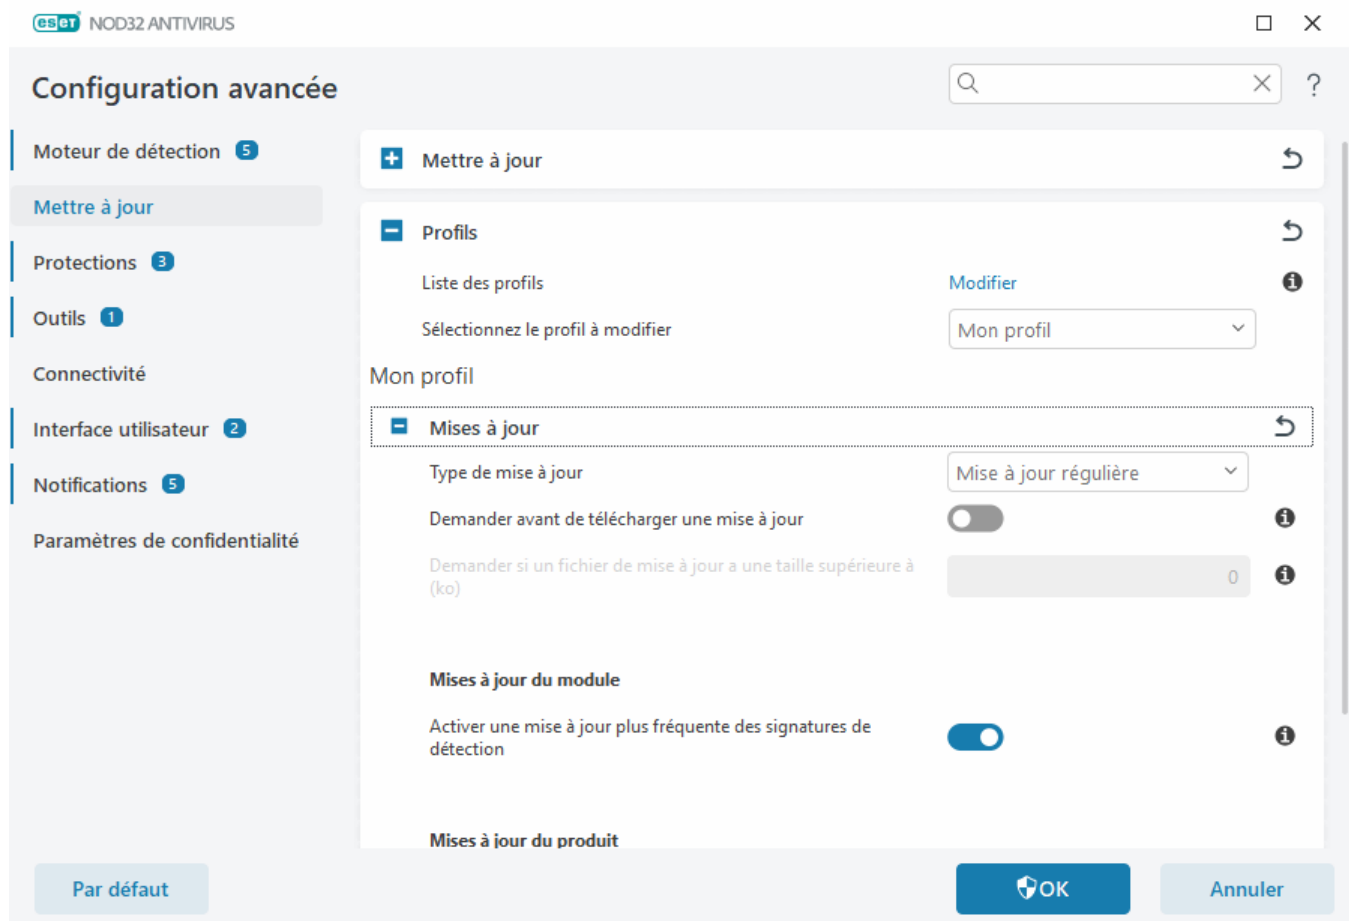 eseT NOD32 ANTIVIRUS
Configuration avancée
?
Moteur de détection 5
Mettre à jour
Protections 3
Outils 1
Connectivité
Interface utilisateur 2
Notifications 5
Paramètres de confidentialité
Mettre à jour
Profils
Liste des profils Modifier
Sélectionnez le profil à modifier Mon profil
Mon profil
Mises à jour
Type de mise à jour Mise à jour régulière
Demander avant de télécharger une mise à jour
Demander si un fichier de mise à jour a une taille supérieure à
(ko) 0
Mises à jour du module
Activer une mise à jour plus fréquente des signatures de
détection
Mises à jour du produit
Par défaut OK Annuler